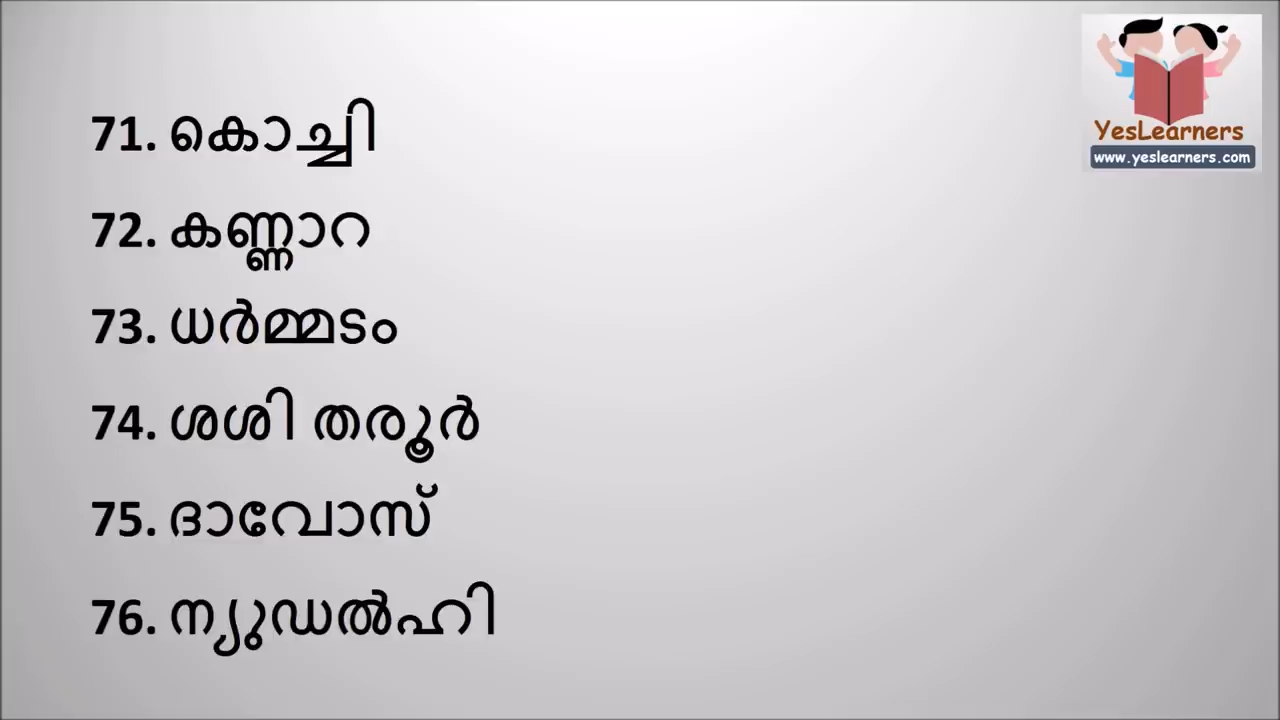 71. കൊച്ചി
72. കണ്ണാറ
73. ധർമ്മടം
74. ശശി തരൂർ
75. ദാവോസ്
76. ന്യുഡൽഹി
YesLearners
www.yeslearners.com